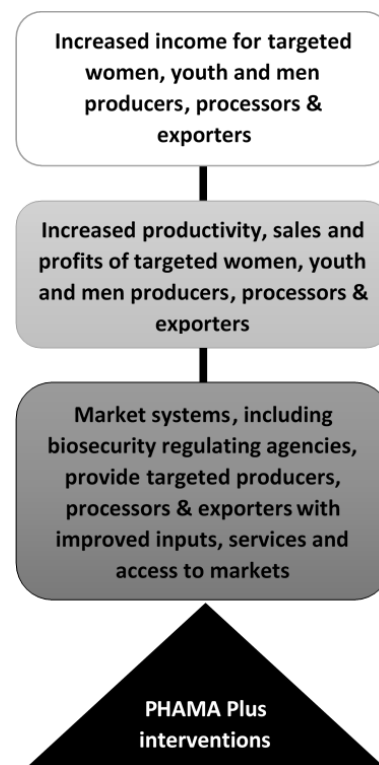 Increased income for targeted
women, youth and men
producers, processors &
exporters
Increased productivity, sales and
profits of targeted women, youth
and men producers, processors &
exporters
Market systems, including
biosecurity regulating agencies,
provide targeted producers,
processors & exporters with
improved inputs, services and
access to markets
PHAMA Plus
interventions